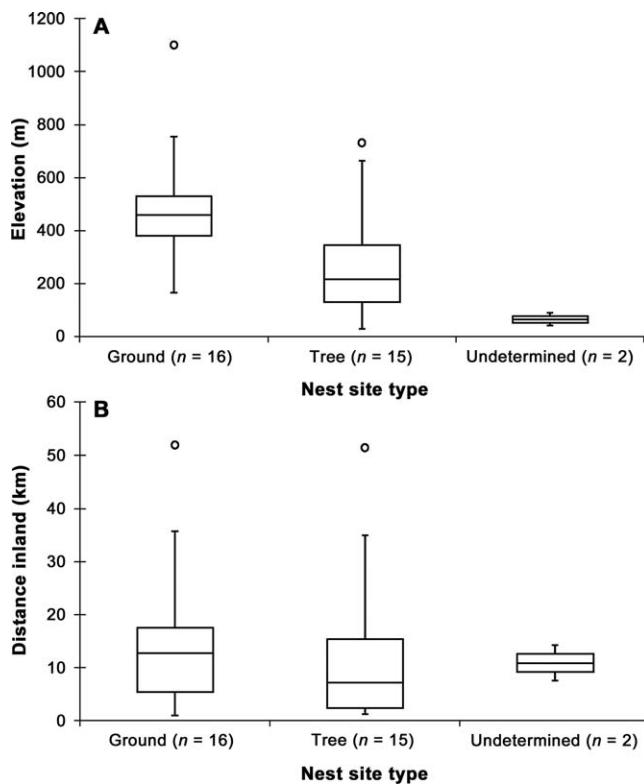 A
1200
1000
800
600
400
200
0
Elevation (m)
Ground (n = 16) Tree (n = 15) Undetermined (n = 2)
Nest site type
B
60
50
40
30
20
10
0
Distance inland (km)
Ground (n = 16) Tree (n = 15) Undetermined (n = 2)
Nest site type